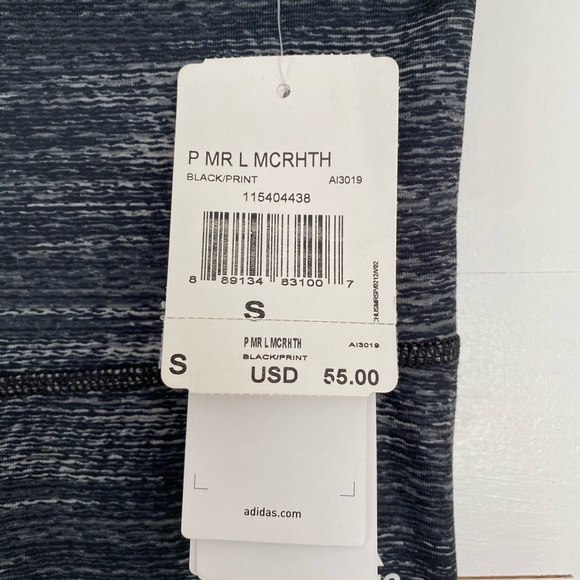 P MR L MCRHTH
BLACK/PRINT AI3019
115404438
8 89134 83100 7
S
P MR L MCRHTH AI3019
BLACK/PRINT
S USD 55.00
adidas.com